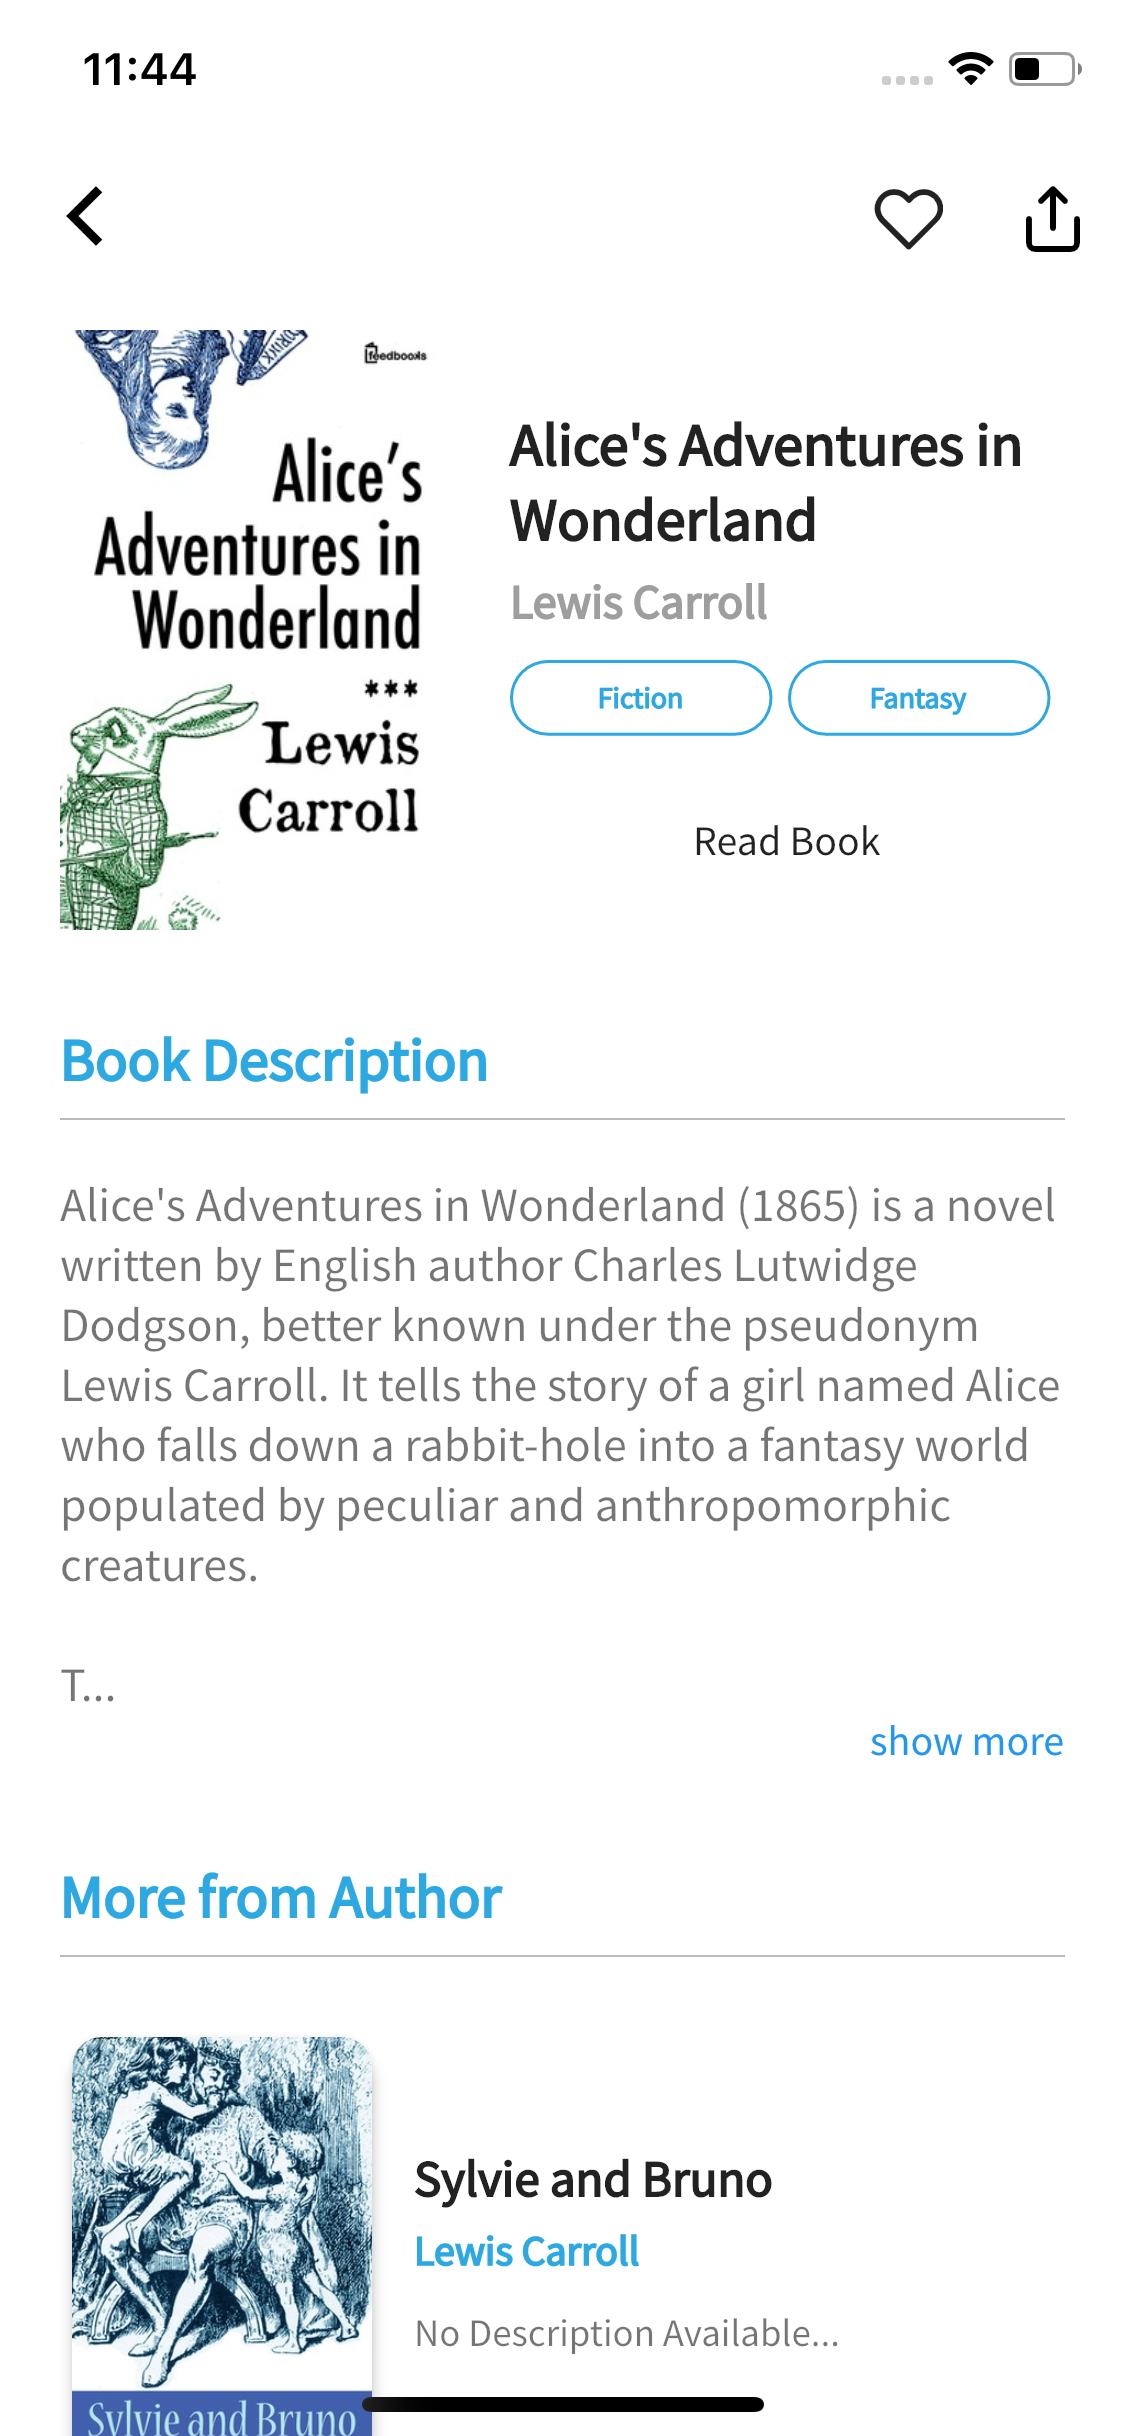 11:44
feedbooks
Alice's
Adventures in
Wonderland
***
Lewis
Carroll
Alice's Adventures in
Wonderland
Lewis Carroll
Fiction
Fantasy
Read Book
Book Description
Alice's Adventures in Wonderland (1865) is a novel
written by English author Charles Lutwidge
Dodgson, better known under the pseudonym
Lewis Carroll. It tells the story of a girl named Alice
who falls down a rabbit-hole into a fantasy world
populated by peculiar and anthropomorphic
creatures.
T...
show more
More from Author
Sylvie and Bruno
Lewis Carroll
No Description Available...
Sylvie and Bruno